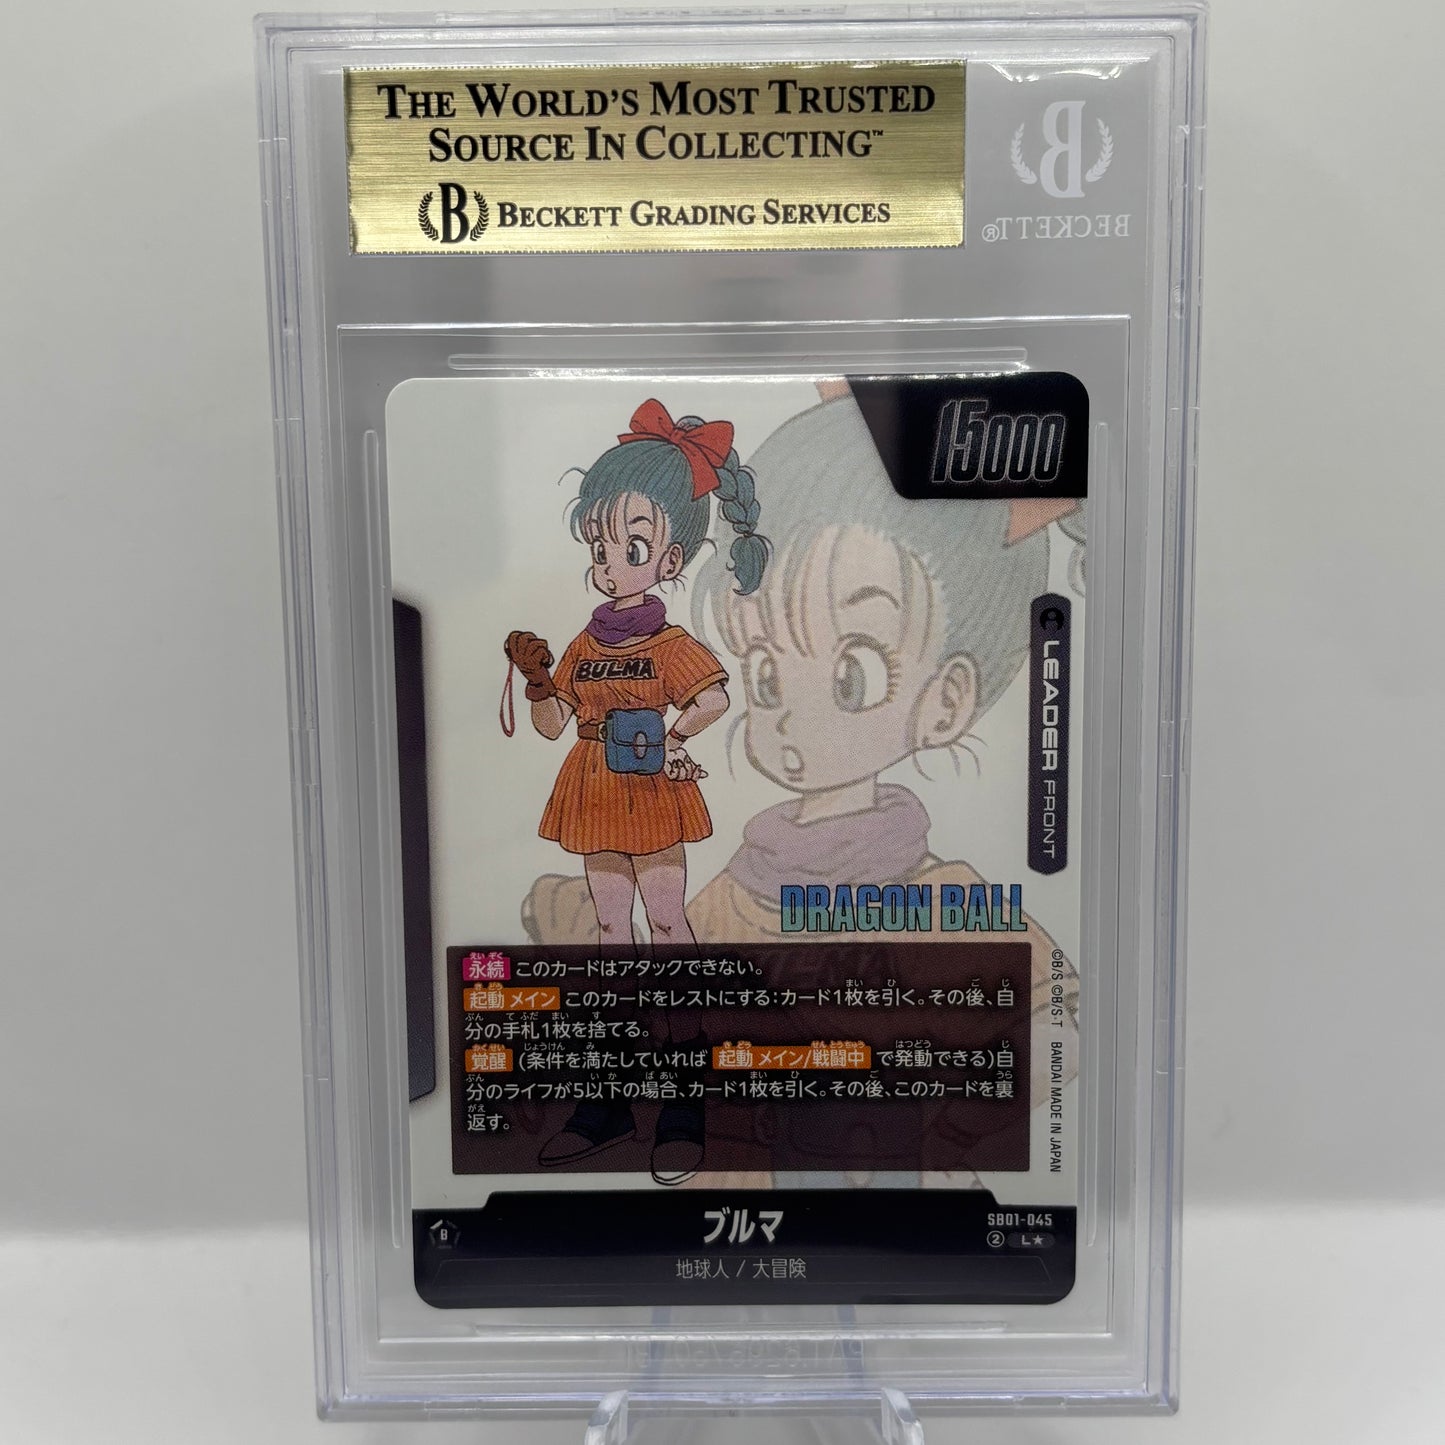 THE WORLD'S MOST TRUSTED
SOURCE IN COLLECTING™
B BECKETT GRADING SERVICES
B
BECKETT®
15000
BULMA
LEADER FRONT
DRAGON BALL
永続 このカードはアタックできない。
起動メイン このカードをレストにする:カード1枚を引く。その後、自
分の手札1枚を捨てる。
覚醒 (条件を満たしていれば 起動メイン/戦闘中 で発動できる)自
分のライフが5以下の場合、カード1枚を引く。その後、このカードを裏
返す。
©B/S ©B/S・T BANDAI MADE IN JAPAN
B
ブルマ
SB01-045
② L★
地球人 / 大冒険